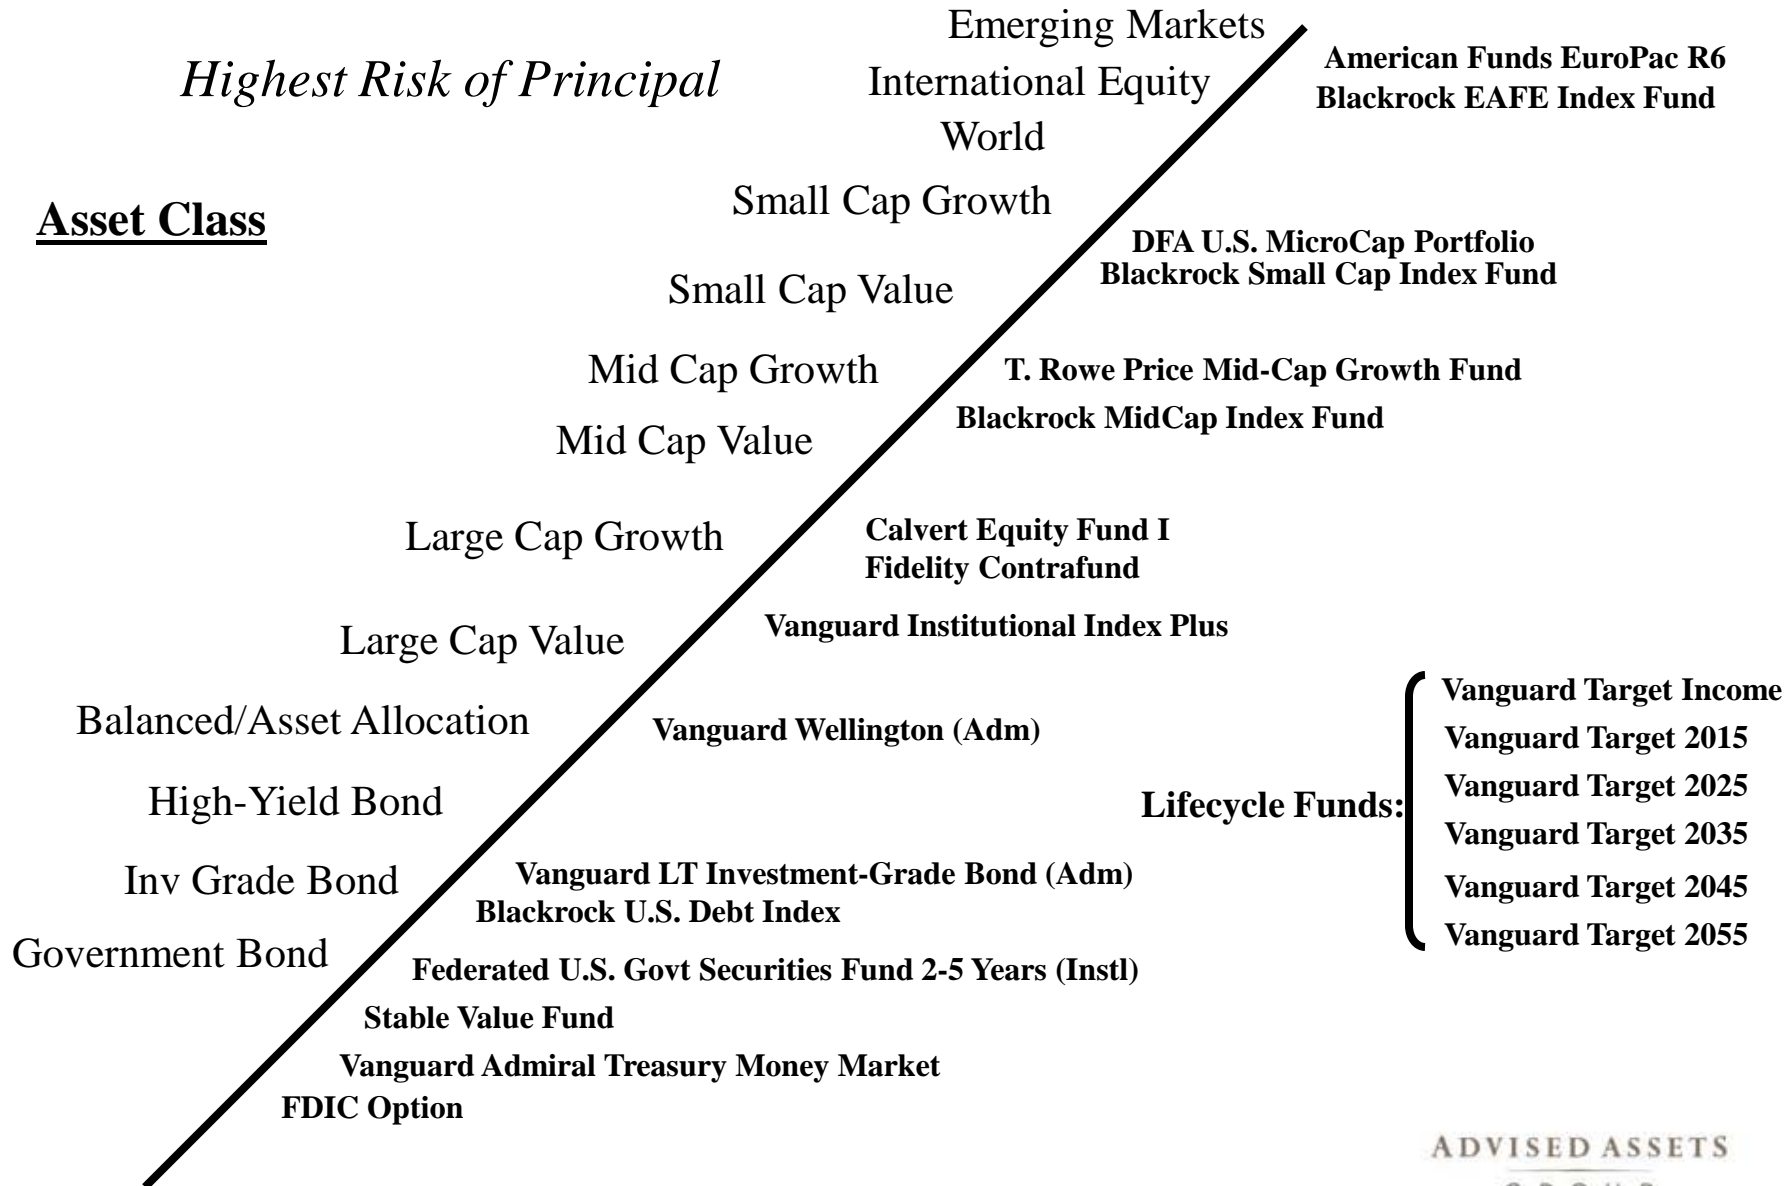 Emerging Markets
Highest Risk of Principal
International Equity
American Funds EuroPac R6
Blackrock EAFE Index Fund
World
Small Cap Growth
Asset Class
DFA U.S. MicroCap Portfolio
Blackrock Small Cap Index Fund
Small Cap Value
Mid Cap Growth
T. Rowe Price Mid-Cap Growth Fund
Blackrock MidCap Index Fund
Mid Cap Value
Large Cap Growth
Calvert Equity Fund I
Fidelity Contrafund
Large Cap Value
Vanguard Institutional Index Plus
Balanced/Asset Allocation
Vanguard Wellington (Adm)
High-Yield Bond
Lifecycle Funds:
Vanguard Target Income
Vanguard Target 2015
Vanguard Target 2025
Vanguard Target 2035
Vanguard Target 2045
Vanguard Target 2055
Inv Grade Bond
Vanguard LT Investment-Grade Bond (Adm)
Blackrock U.S. Debt Index
Government Bond
Federated U.S. Govt Securities Fund 2-5 Years (Instl)
Stable Value Fund
Vanguard Admiral Treasury Money Market
FDIC Option
ADVISED ASSETS